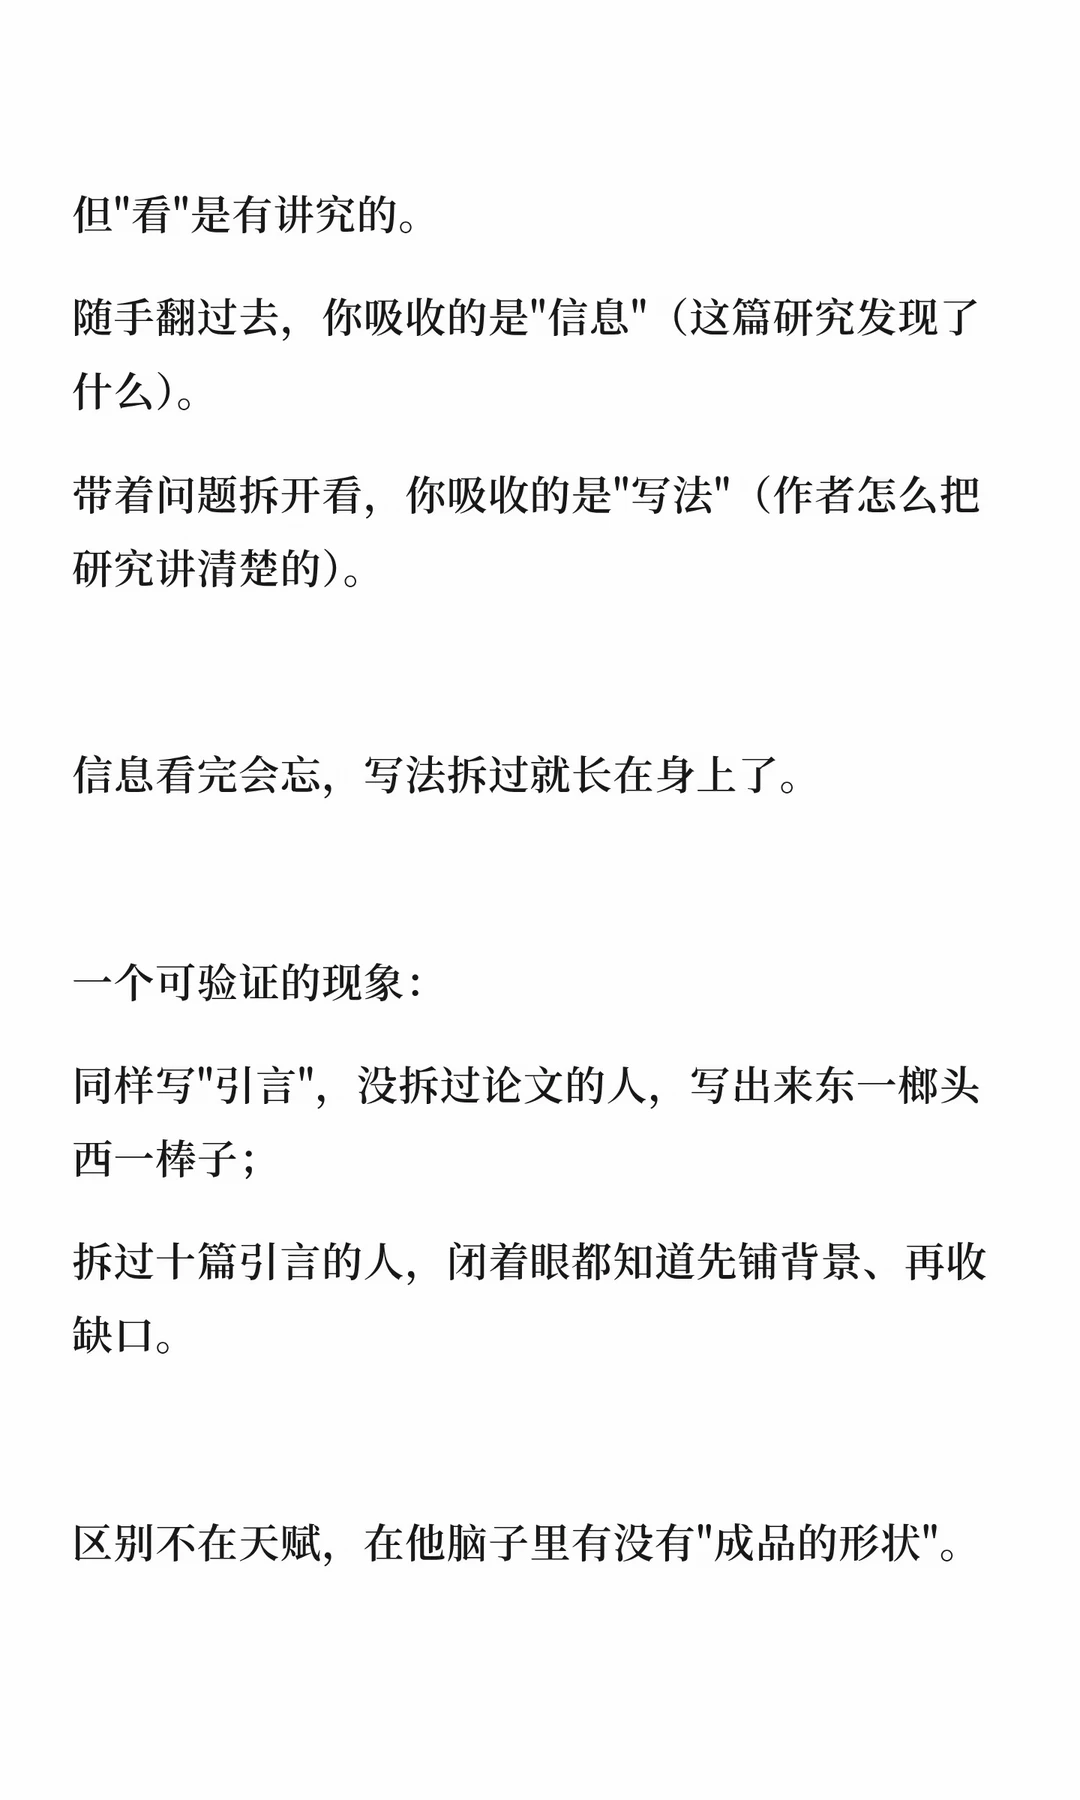 但"看"是有讲究的。
随手翻过去，你吸收的是"信息"（这篇研究发现了
什么）。
带着问题拆开看，你吸收的是"写法"（作者怎么把
研究讲清楚的）。
信息看完会忘，写法拆过就长在身上了。
一个可验证的现象：
同样写"引言"，没拆过论文的人，写出来东一榔头
西一棒子；
拆过十篇引言的人，闭着眼都知道先铺背景、再收
缺口。
区别不在天赋，在他脑子里有没有"成品的形状"。